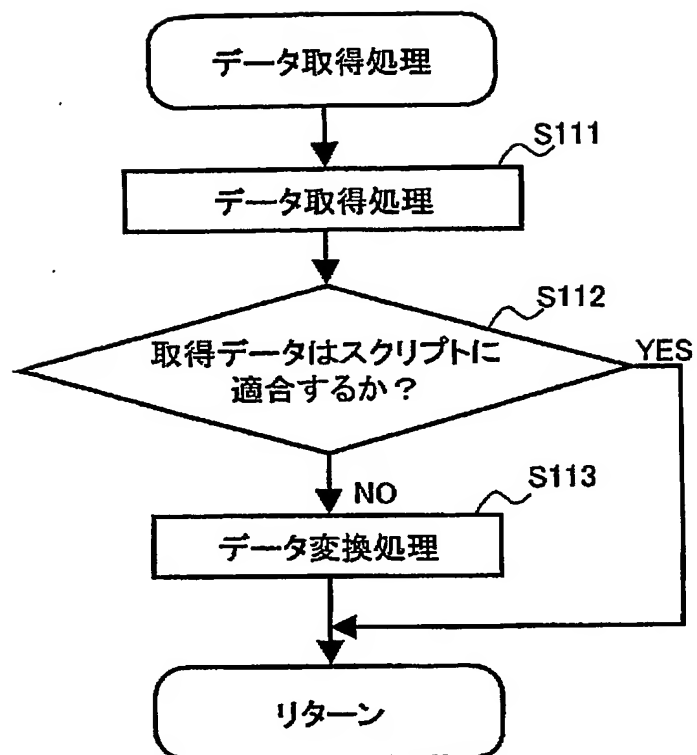 データ取得処理
S111
データ取得処理
S112
取得データはスクリプトに
適合するか？
YES
NO
S113
データ変換処理
リターン